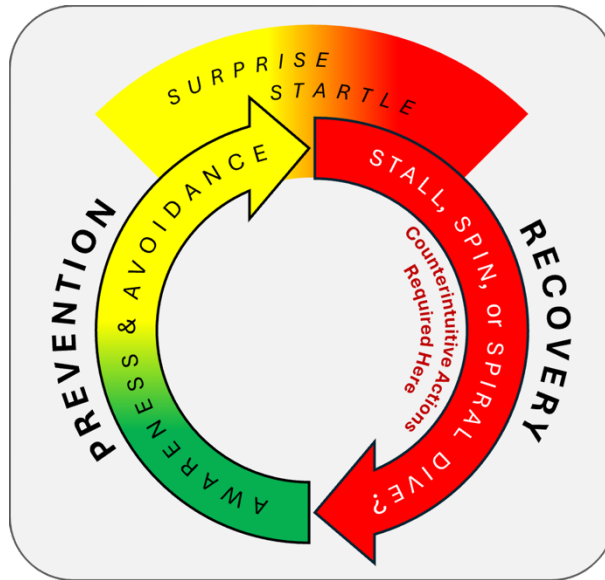 SURPRISE
STARTLE
PREVENTION
AWARENESS & AVOIDANCE
STALL, SPIN, or SPIRAL DIVE?
Counterintuitive Actions
Required Here
RECOVERY